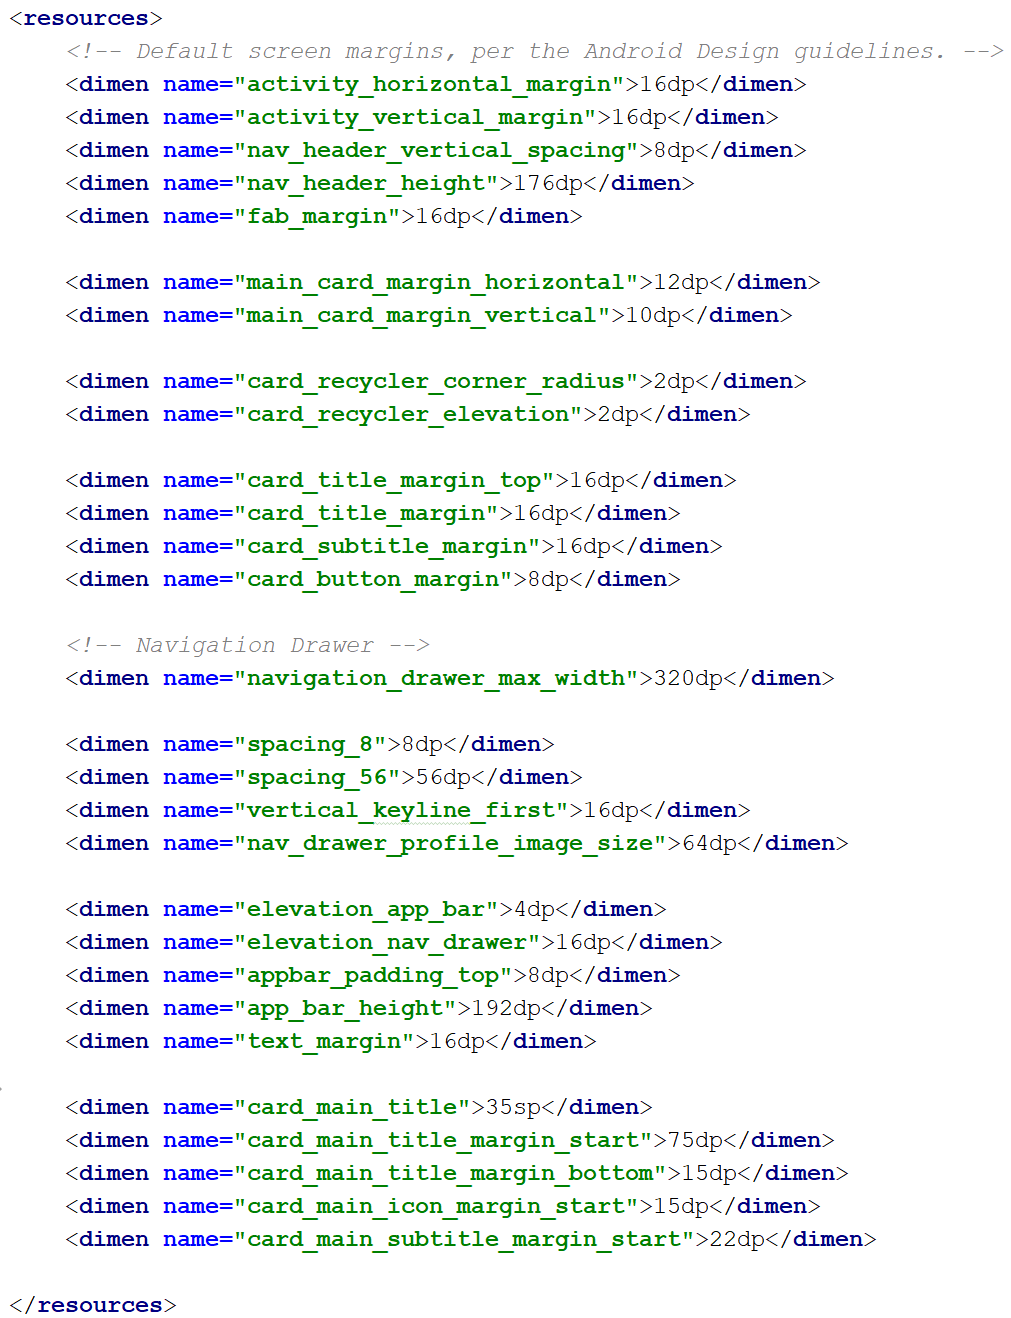 <resources>
    <!-- Default screen margins, per the Android Design guidelines. -->
    <dimen name="activity_horizontal_margin">16dp</dimen>
    <dimen name="activity_vertical_margin">16dp</dimen>
    <dimen name="nav_header_vertical_spacing">8dp</dimen>
    <dimen name="nav_header_height">176dp</dimen>
    <dimen name="fab_margin">16dp</dimen>

    <dimen name="main_card_margin_horizontal">12dp</dimen>
    <dimen name="main_card_margin_vertical">10dp</dimen>

    <dimen name="card_recycler_corner_radius">2dp</dimen>
    <dimen name="card_recycler_elevation">2dp</dimen>

    <dimen name="card_title_margin_top">16dp</dimen>
    <dimen name="card_title_margin">16dp</dimen>
    <dimen name="card_subtitle_margin">16dp</dimen>
    <dimen name="card_button_margin">8dp</dimen>

    <!-- Navigation Drawer -->
    <dimen name="navigation_drawer_max_width">320dp</dimen>

    <dimen name="spacing_8">8dp</dimen>
    <dimen name="spacing_56">56dp</dimen>
    <dimen name="vertical_keyline_first">16dp</dimen>
    <dimen name="nav_drawer_profile_image_size">64dp</dimen>

    <dimen name="elevation_app_bar">4dp</dimen>
    <dimen name="elevation_nav_drawer">16dp</dimen>
    <dimen name="appbar_padding_top">8dp</dimen>
    <dimen name="app_bar_height">192dp</dimen>
    <dimen name="text_margin">16dp</dimen>

    <dimen name="card_main_title">35sp</dimen>
    <dimen name="card_main_title_margin_start">75dp</dimen>
    <dimen name="card_main_title_margin_bottom">15dp</dimen>
    <dimen name="card_main_icon_margin_start">15dp</dimen>
    <dimen name="card_main_subtitle_margin_start">22dp</dimen>

</resources>